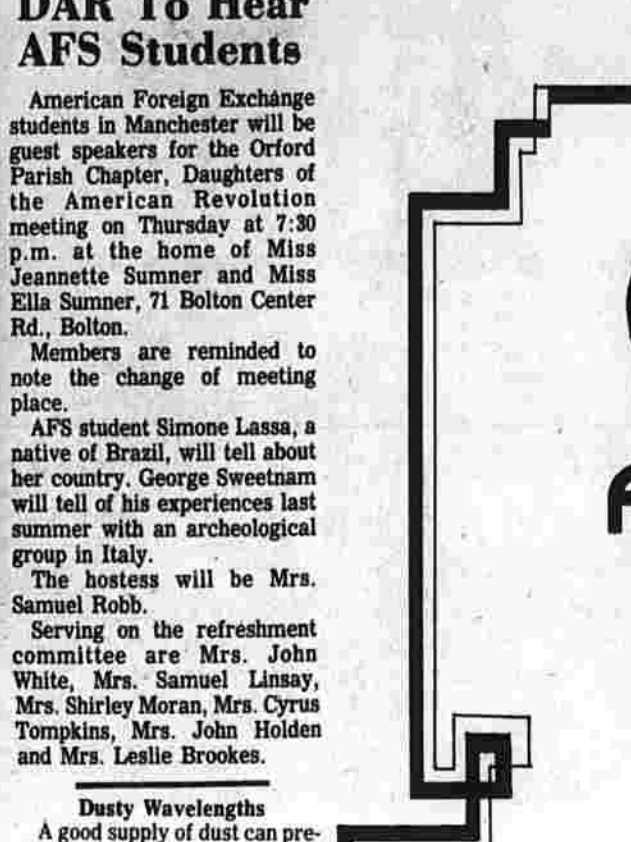 DAR To Hear
AFS Students
American Foreign Exchange
students in Manchester will be
guest speakers for the Orford
Parish Chapter, Daughters of
the American Revolution
meeting on Thursday at 7:30
p.m. at the home of Miss
Jeannette Sumner and Miss
Ella Sumner, 71 Bolton Center
Rd., Bolton.
Members are reminded to
note the change of meeting
place.
AFS student Simone Lassa, a
native of Brazil, will tell about
her country. George Sweetnam
will tell of his experiences last
summer with an archeological
group in Italy.
The hostess will be Mrs.
Samuel Robb.
Serving on the refreshment
committee are Mrs. John
White, Mrs. Samuel Linsay,
Mrs. Shirley Moran, Mrs. Cyrus
Tompkins, Mrs. John Holden
and Mrs. Leslie Brookes.
Dusty Wavelengths
A good supply of dust can pre-